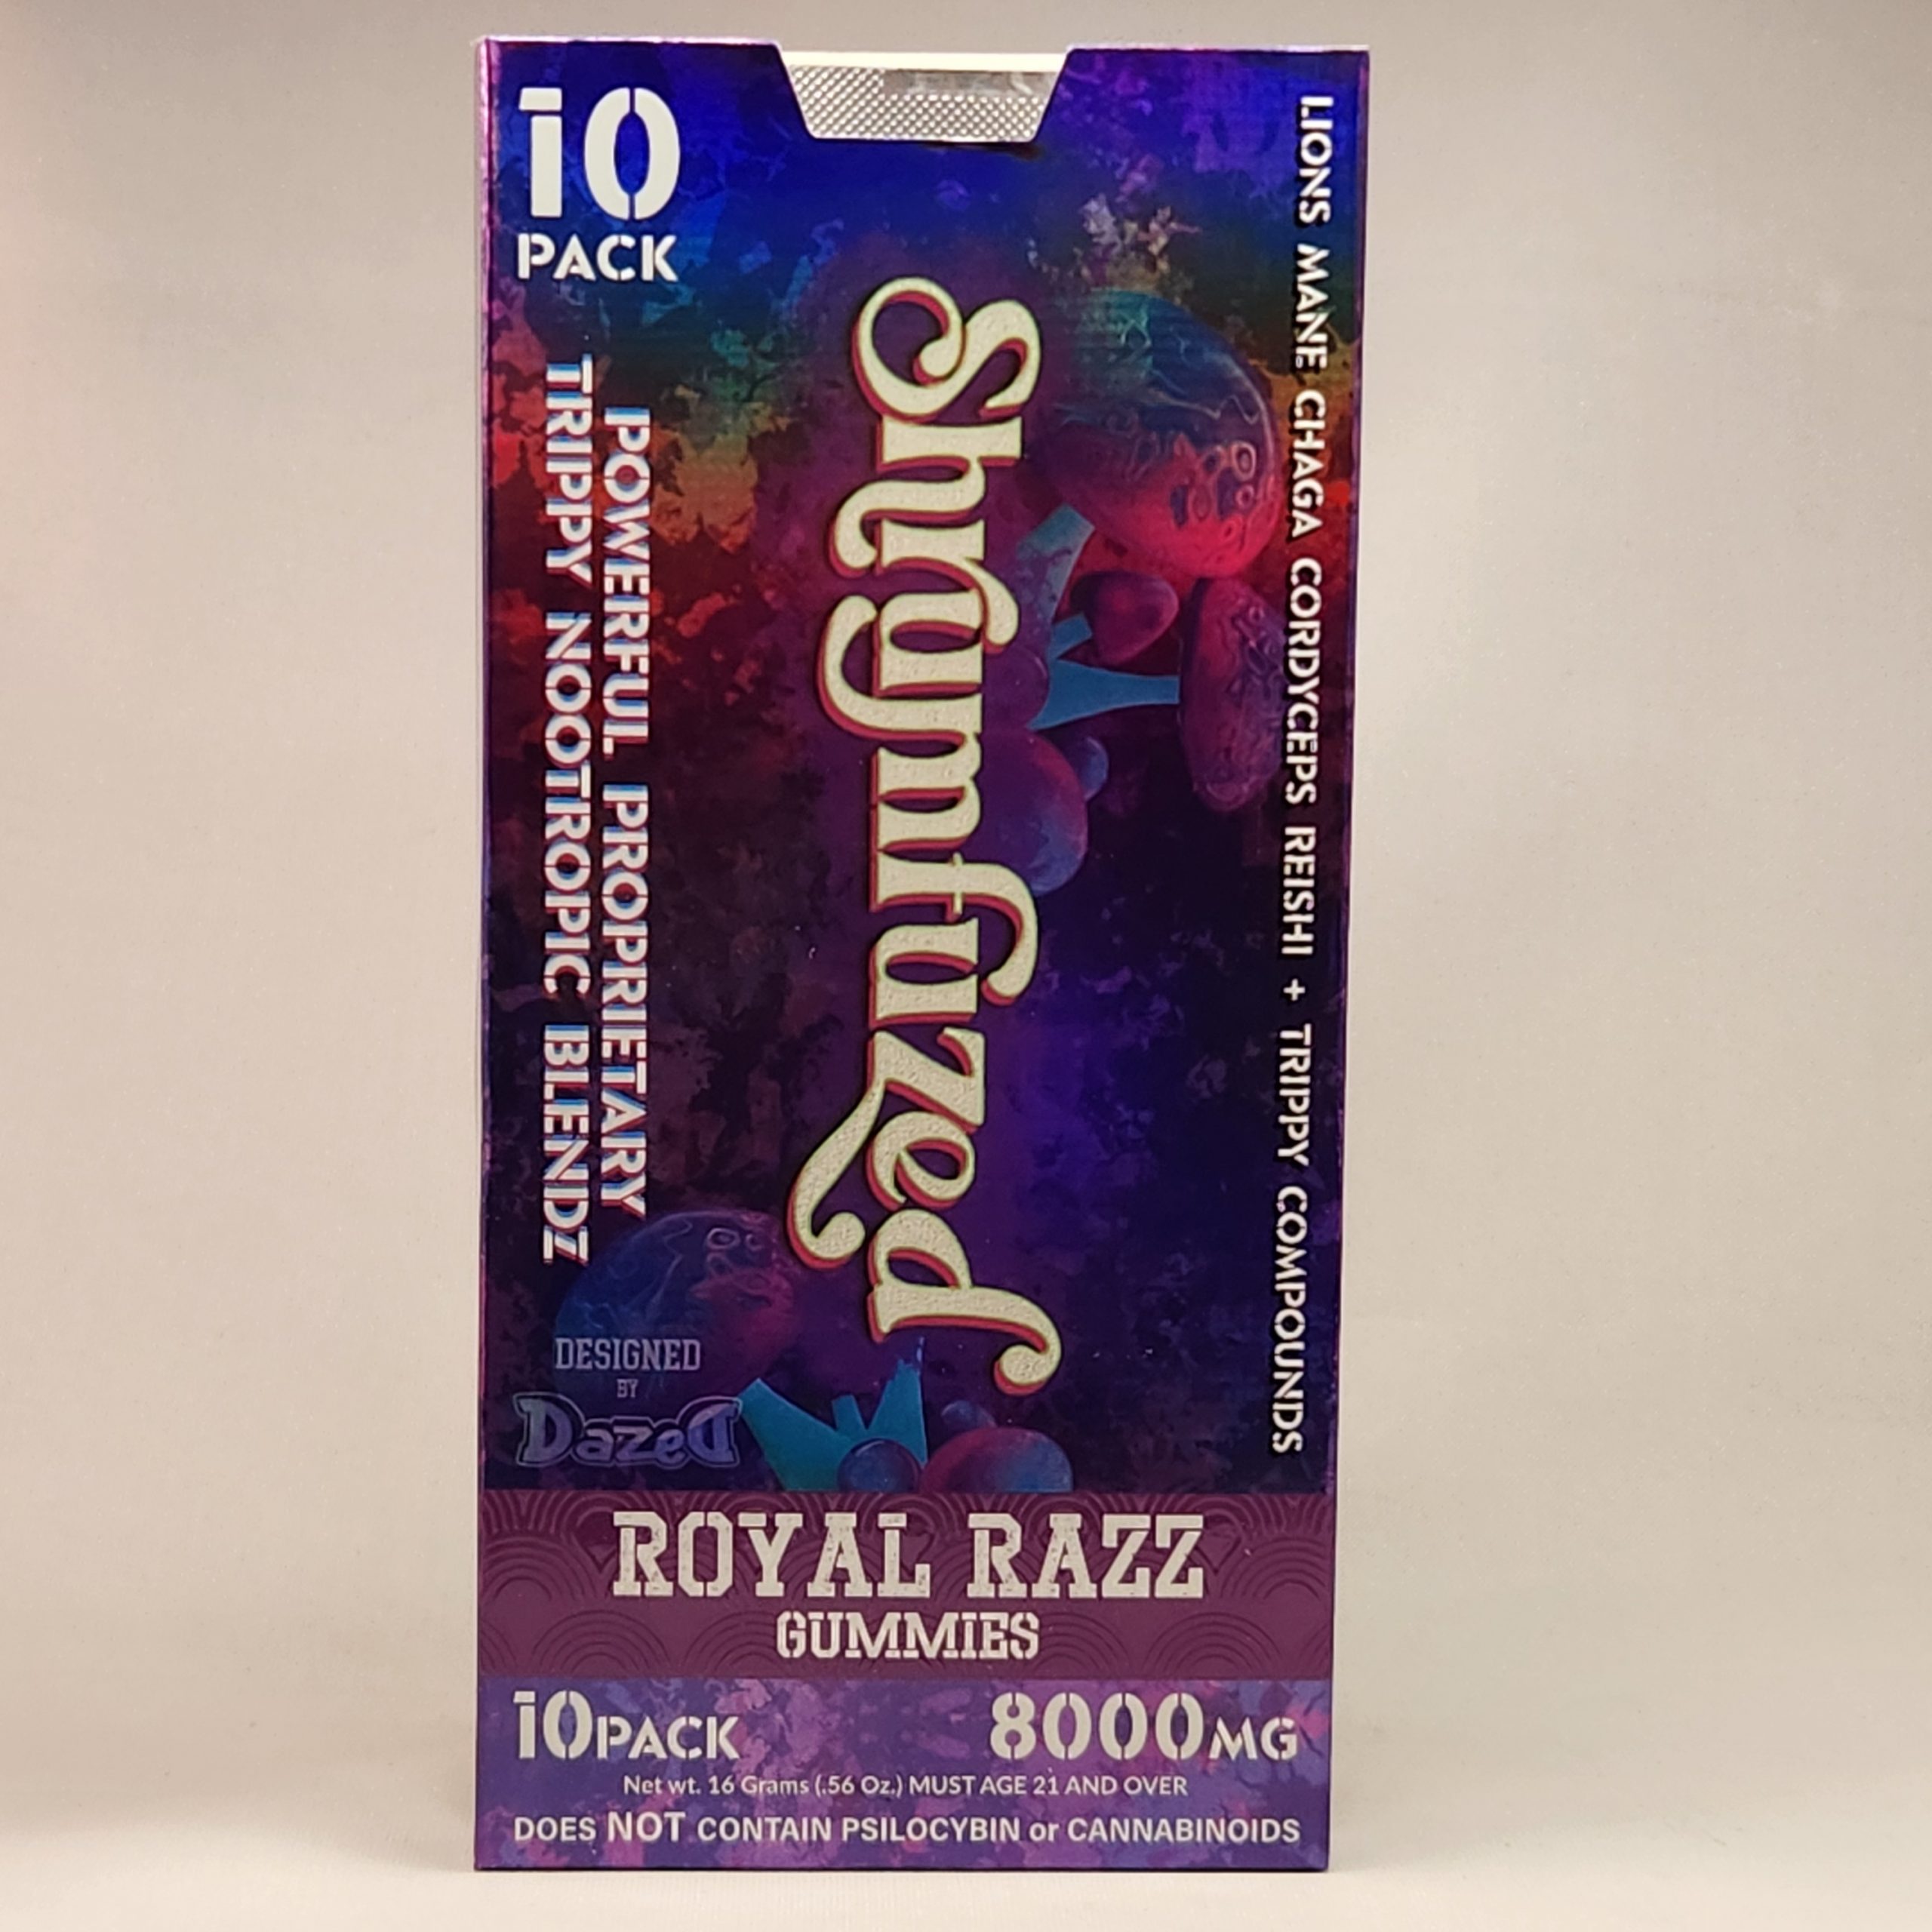 10
PACK
LIONS MANE CHAGA CORDYCEPS REISHI + TRIPPY COMPOUNDS
Shrumfuzed
POWERFUL PROPRIETARY
TRIPPY NOOTROPIC BLENDZ
DESIGNED
BY
DazeD
ROYAL RAZZ
GUMMIES
10PACK 8000MG
Net wt. 16 Grams (.56 Oz.) MUST AGE 21 AND OVER
DOES NOT CONTAIN PSILOCYBIN or CANNABINOIDS